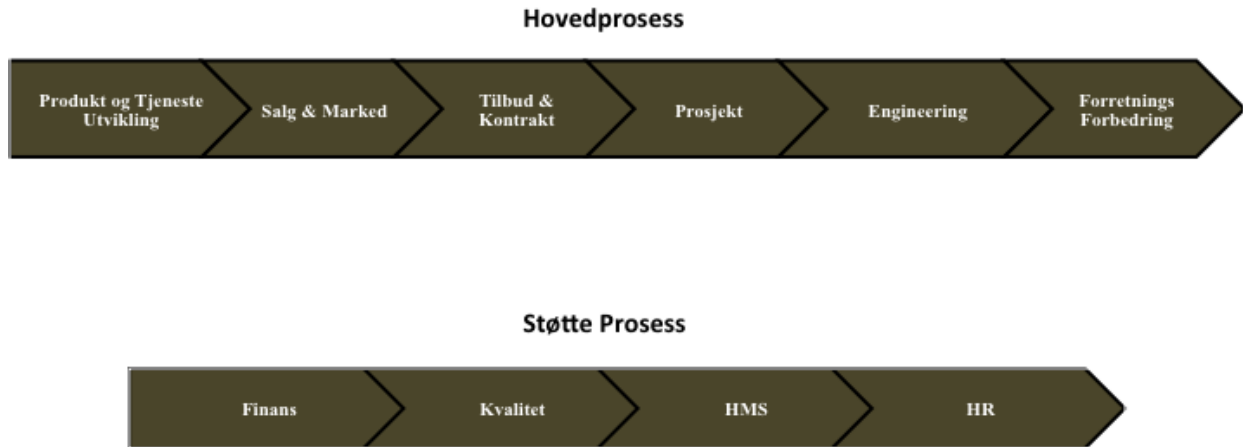 Hovedprosess
Produkt og Tjeneste
Utvikling
Salg & Marked
Tilbud &
Kontrakt
Prosjekt
Engineering
Forretnings
Forbedring
Støtte Prosess
Finans
Kvalitet
HMS
HR